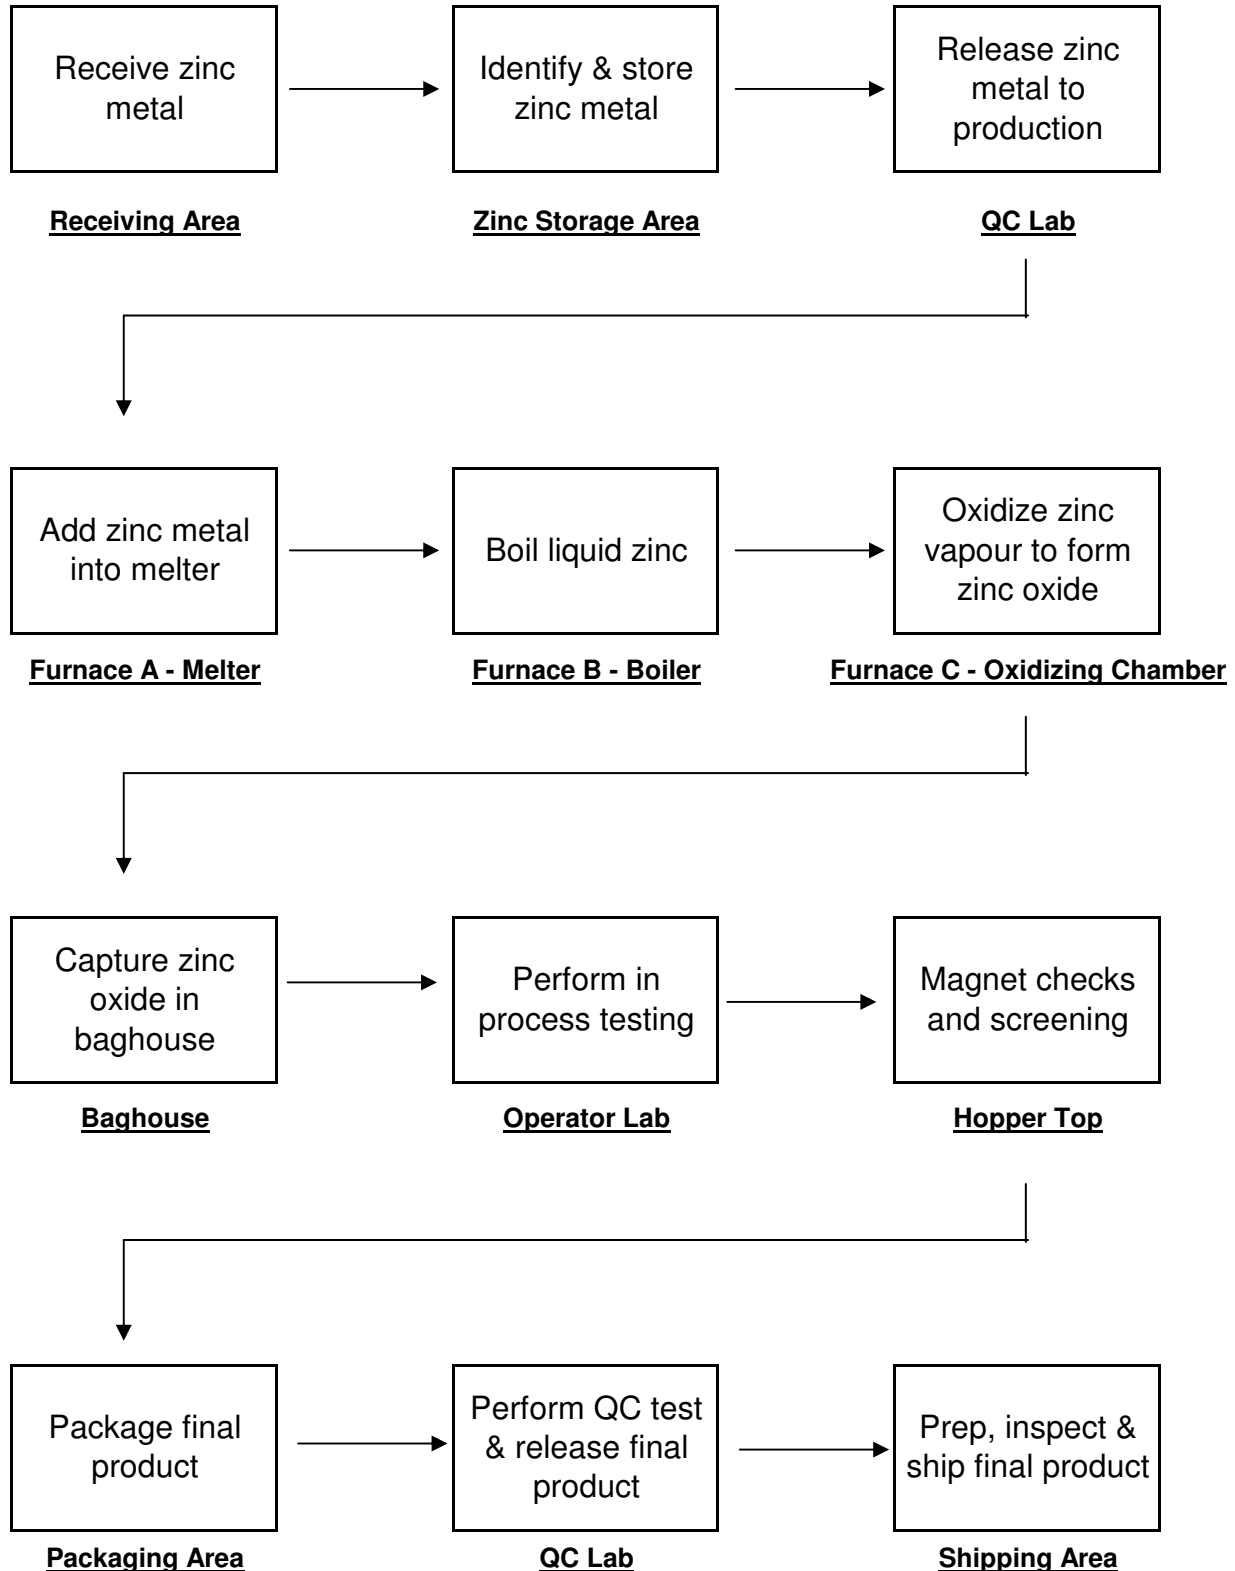 Receive zinc
metal
Identify & store
zinc metal
Release zinc
metal to
production
Receiving Area
Zinc Storage Area
QC Lab
Add zinc metal
into melter
Boil liquid zinc
Oxidize zinc
vapour to form
zinc oxide
Furnace A - Melter
Furnace B - Boiler
Furnace C - Oxidizing Chamber
Capture zinc
oxide in
baghouse
Perform in
process testing
Magnet checks
and screening
Baghouse
Operator Lab
Hopper Top
Package final
product
Perform QC test
& release final
product
Prep, inspect &
ship final product
Packaging Area
QC Lab
Shipping Area